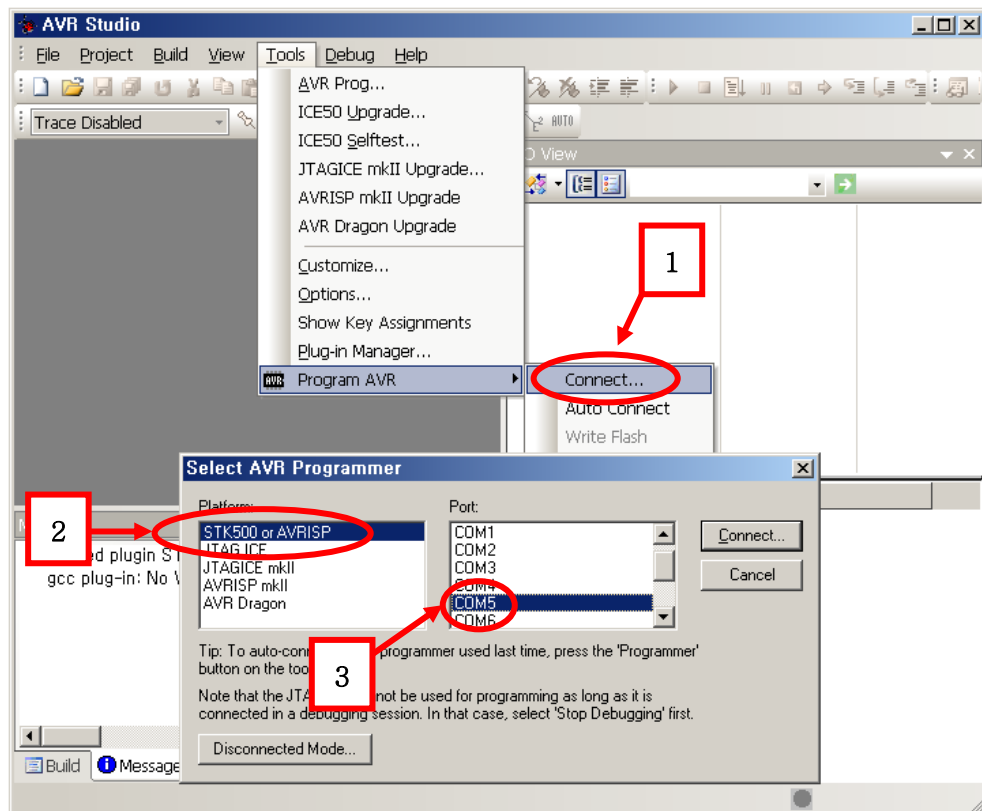 AVR Studio
File Project Build View Tools Debug Help
AVR Prog...
Trace Disabled
ICE50 Upgrade...
AUTO
ICE50 Selftest...
View
JTAGICE mkII Upgrade...
AVRISP mkII Upgrade
AVR Dragon Upgrade
1
Customize...
Options...
Show Key Assignments
Plug-in Manager...
AVR Program AVR
Connect...
Auto Connect
Write Flash
Select AVR Programmer
Platform:
Port:
2
STK500 or AVRISP
JTAG ICE
JTAGICE mkII
AVRISP mkII
AVR Dragon
COM1
COM2
COM3
COM4
COM5
COM6
Connect...
Cancel
ed plugin ST
gcc plug-in: No
3
Tip: To auto-conn programmer used last time, press the 'Programmer'
button on the too
Note that the JTA not be used for programming as long as it is
connected in a debugging session. In that case, select 'Stop Debugging' first.
Disconnected Mode...
Build Message